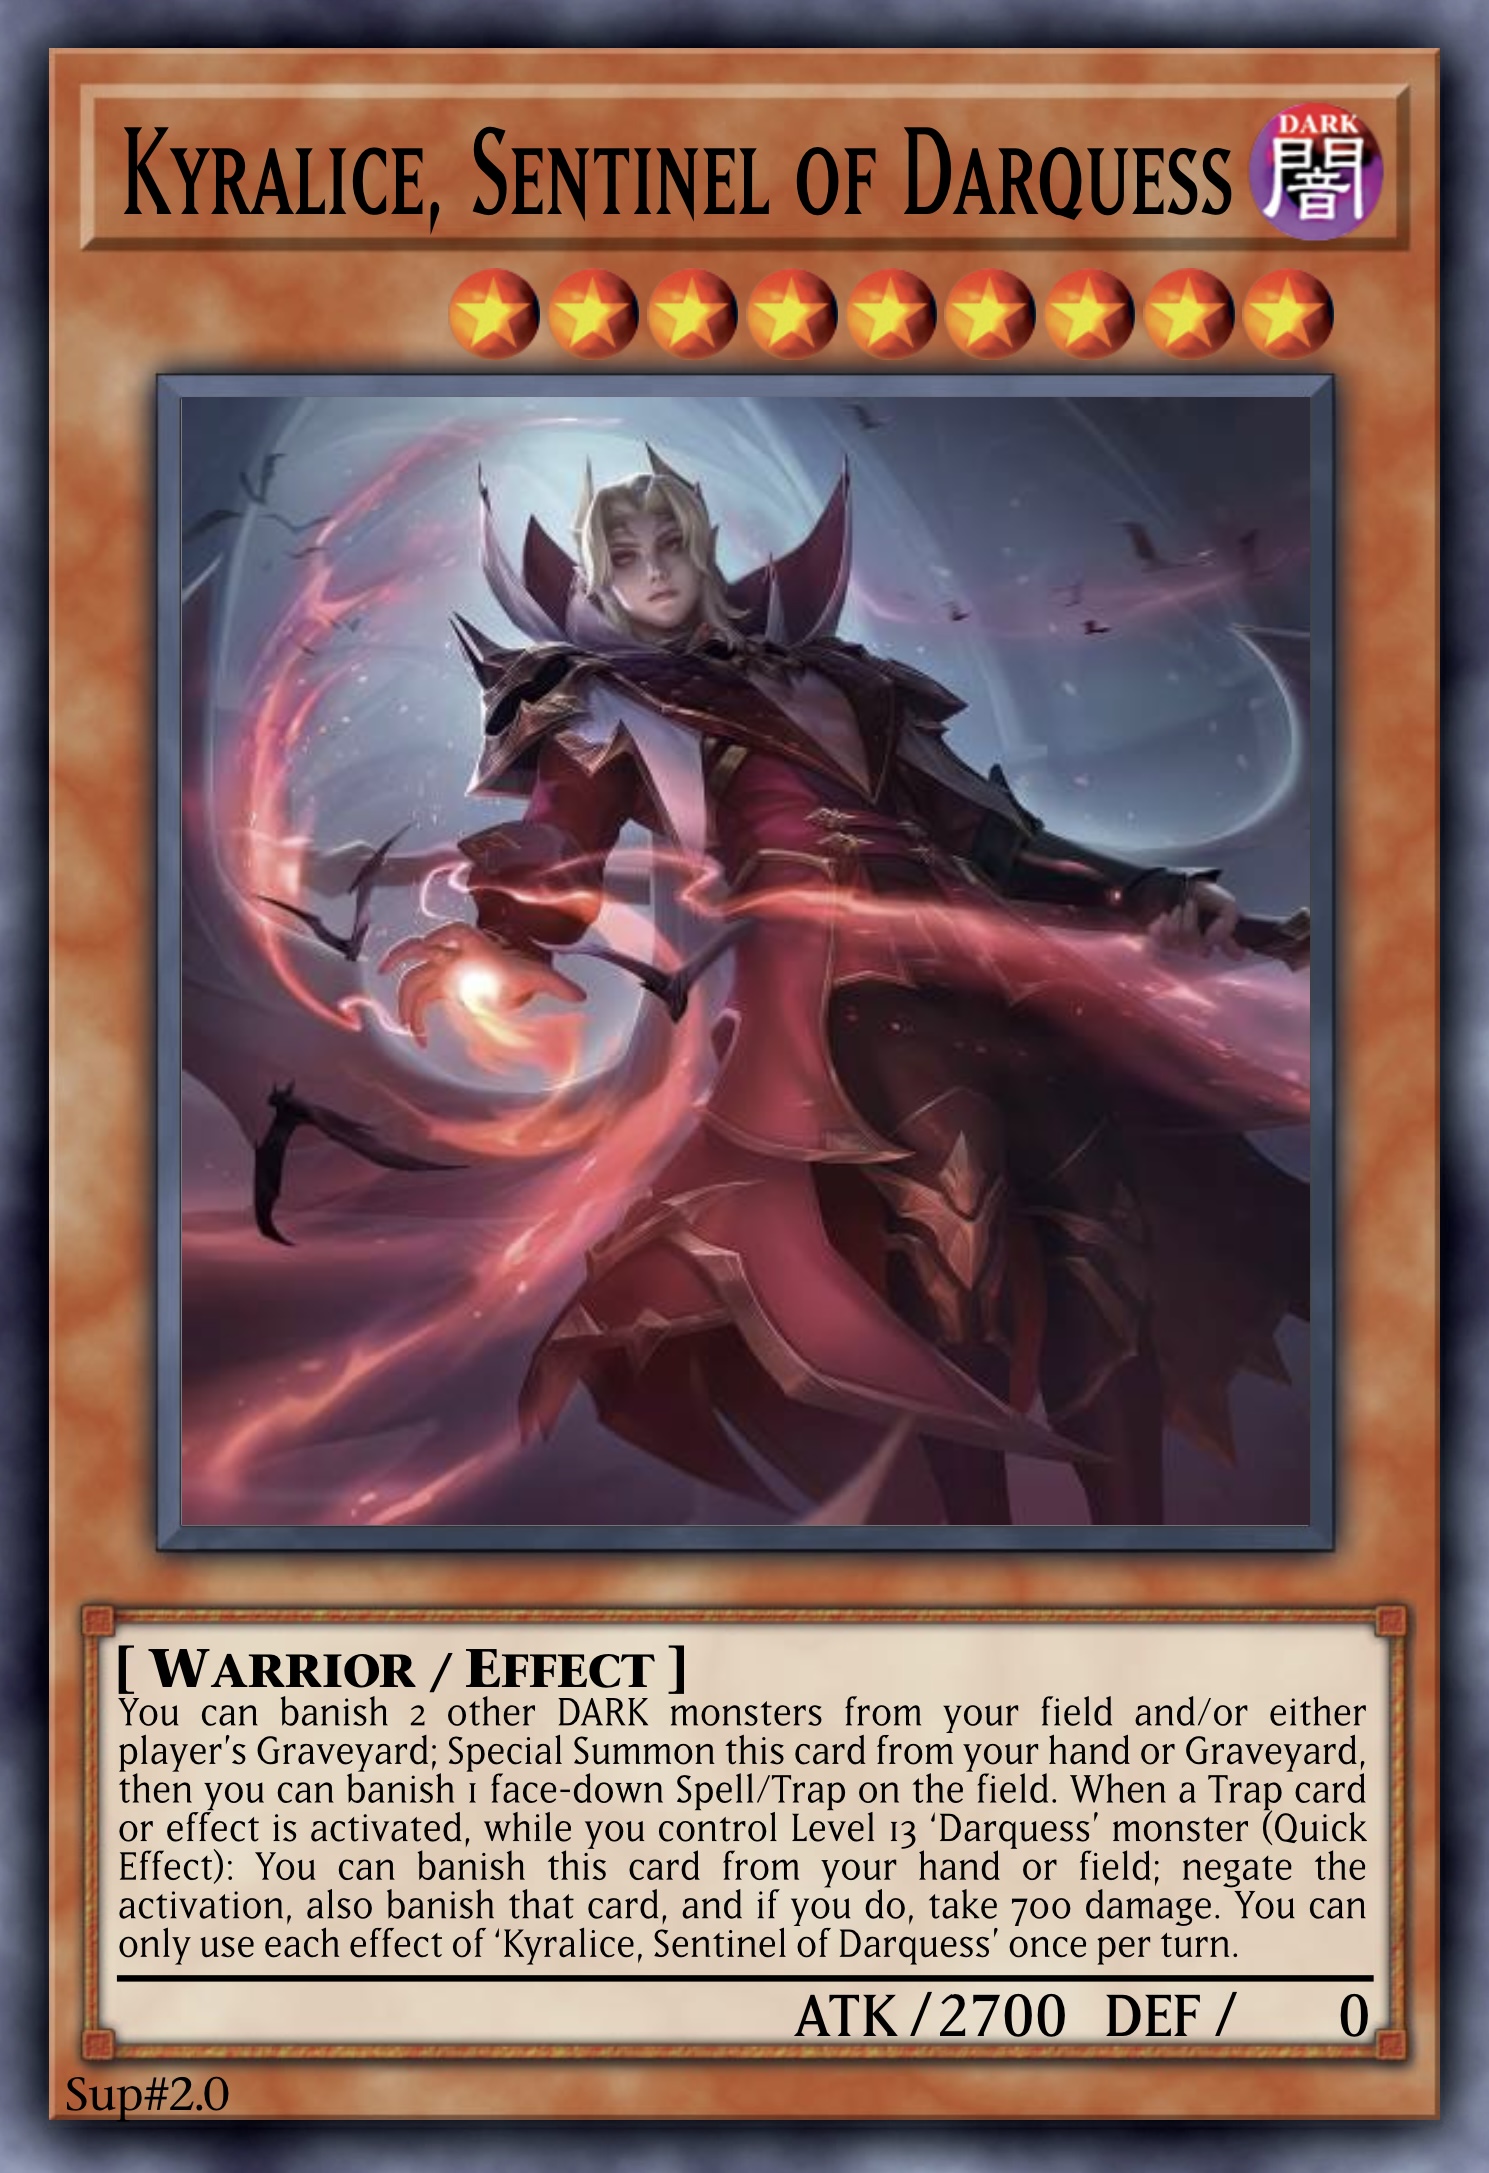 Kyralice, Sentinel of Darquess
DARK
闇
[ Warrior / Effect ]
You can banish 2 other DARK monsters from your field and/or either
player's Graveyard; Special Summon this card from your hand or Graveyard,
then you can banish 1 face-down Spell/Trap on the field. When a Trap card
or effect is activated, while you control Level 13 ‘Darquess’ monster (Quick
Effect): You can banish this card from your hand or field; negate the
activation, also banish that card, and if you do, take 700 damage. You can
only use each effect of ‘Kyralice, Sentinel of Darquess’ once per turn.
ATK / 2700 DEF / 0
Sup#2.0